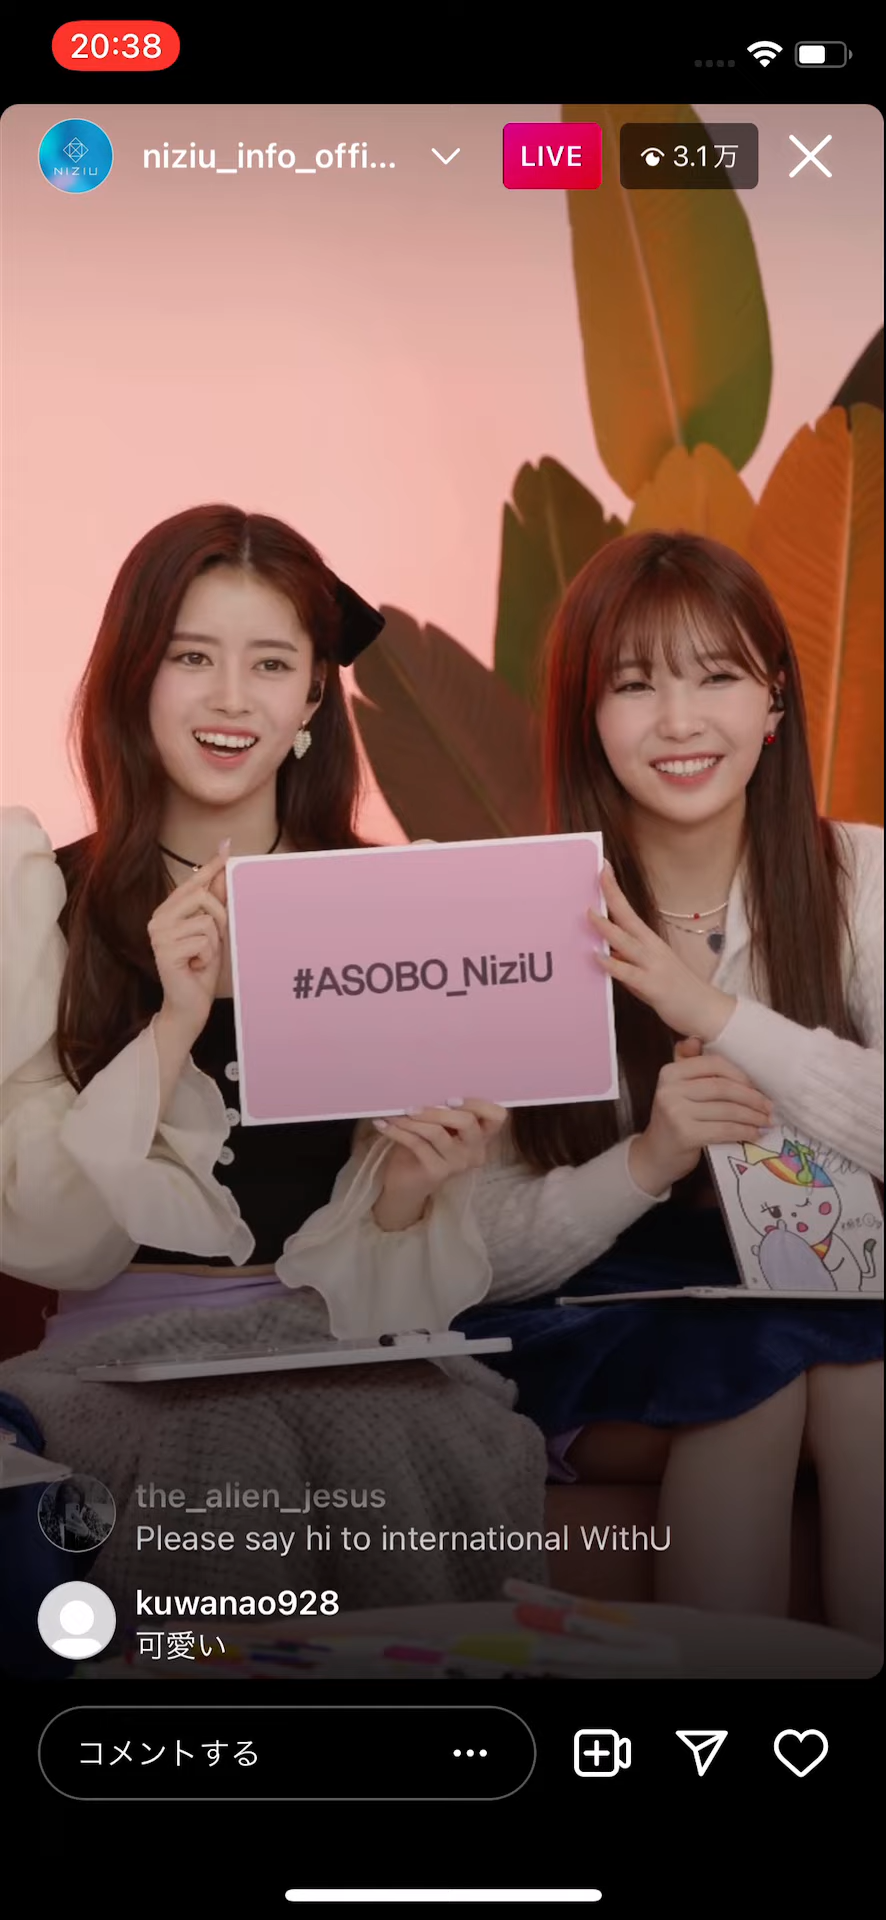 20:38
NIZIU
niziu_info_offi...
LIVE
3.1万
#ASOBO_NiziU
the_alien_jesus
Please say hi to international WithU
kuwanao928
可愛い
コメントする